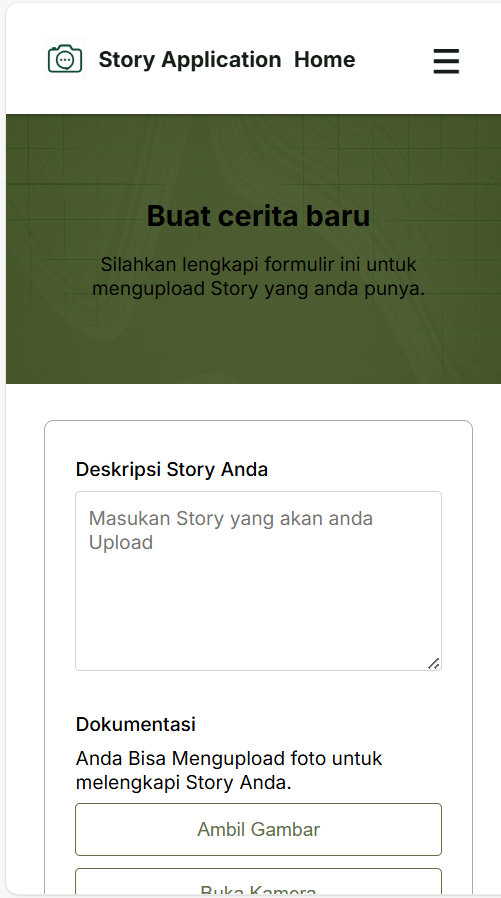 Story Application Home
Buat cerita baru
Silahkan lengkapi formulir ini untuk
mengupload Story yang anda punya.
Deskripsi Story Anda
Masukan Story yang akan anda
Upload
Dokumentasi
Anda Bisa Mengupload foto untuk
melengkapi Story Anda.
Ambil Gambar
Buka Kamera